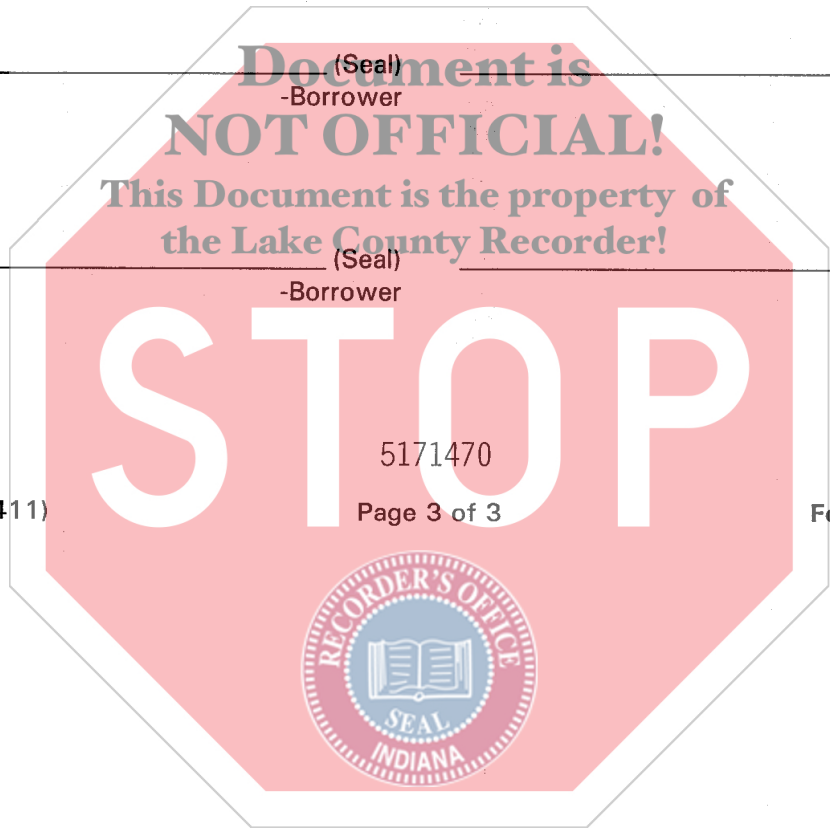 Document is
(Seal)
-Borrower
NOT OFFICIAL!
This Document is the property of
the Lake County Recorder!
(Seal)
-Borrower
STOP
5171470
411)
Page 3 of 3
RECORDER'S OFFICE
SEAL
INDIANA